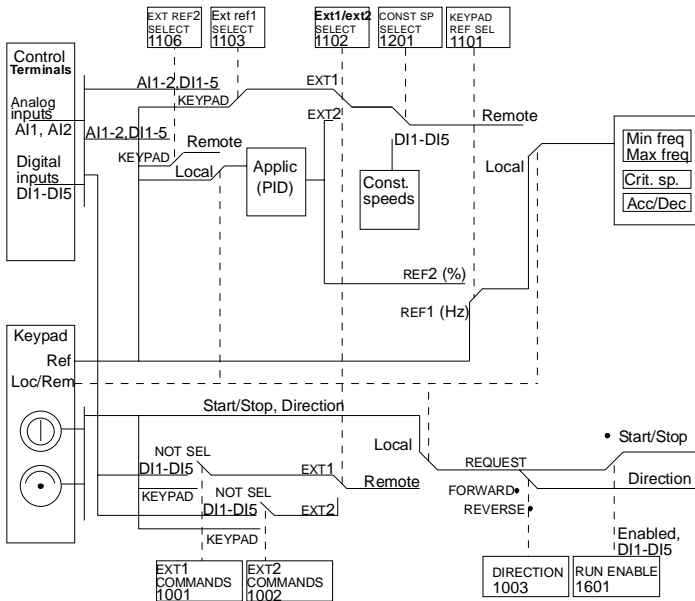 EXT REF2
SELECT
1106
Ext ref1
SELECT
1103
Ext1/ext2
SELECT
1102
CONST SP
SELECT
1201
KEYPAD
REF SEL
1101
Control
Terminals
Analog
inputs
AI1, AI2
Digital
inputs
DI1-DI5
AI1-2,DI1-5
KEYPAD
EXT1
EXT2
AI1-2,DI1-5
Remote
KEYPAD
Local
Applic
(PID)
DI1-DI5
Const.
speeds
Remote
Local
Min freq
Max freq
Crit. sp.
Acc/Dec
REF2 (%)
REF1 (Hz)
Keypad
Ref
Loc/Rem
Start/Stop, Direction
Local
NOT SEL
DI1-DI5
KEYPAD
EXT1
Remote
NOT SEL
DI1-DI5
EXT2
KEYPAD
REQUEST
FORWARD
REVERSE
Start/Stop
Direction
Enabled,
DI1-DI5
EXT1
COMMANDS
1001
EXT2
COMMANDS
1002
DIRECTION
1003
RUN ENABLE
1601